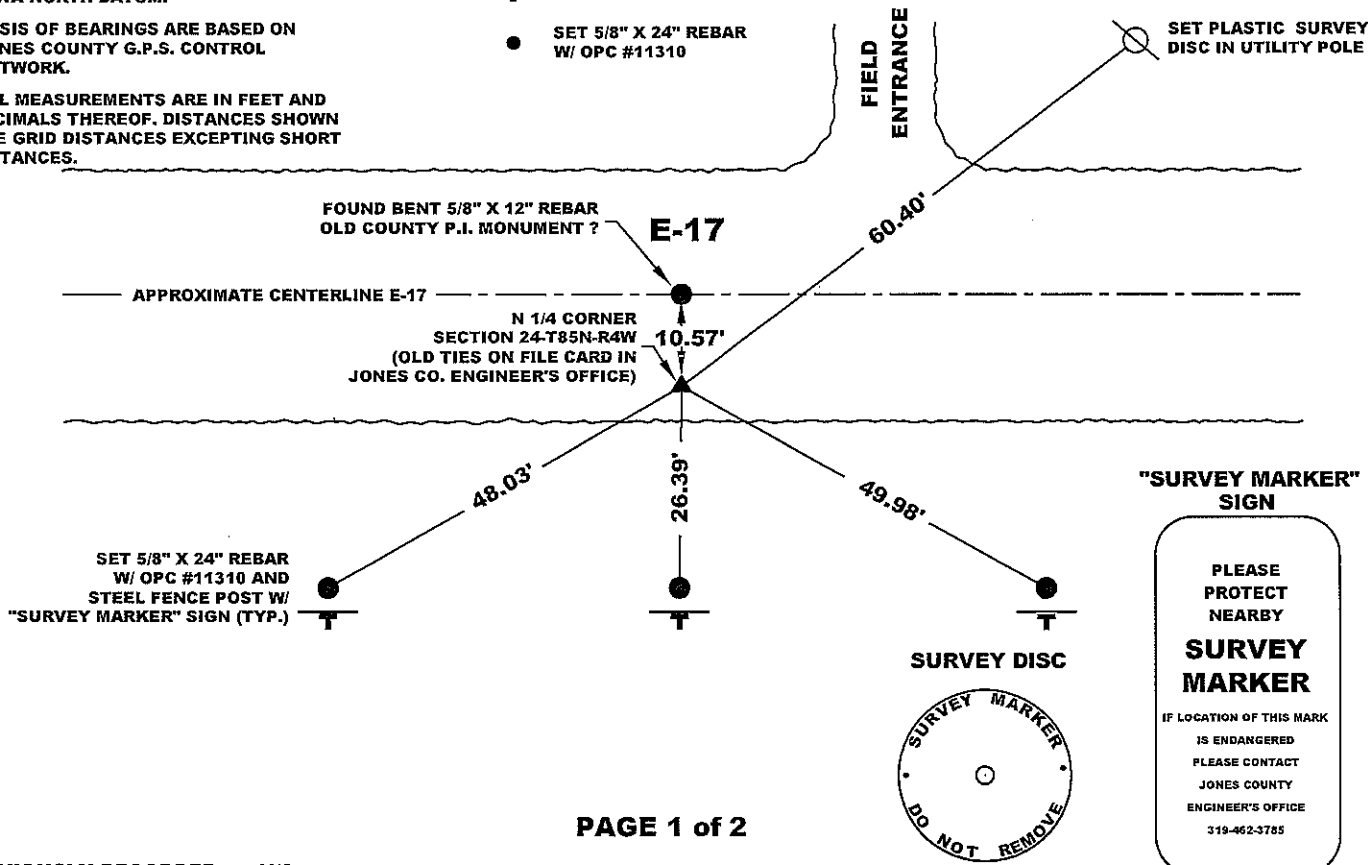 NORTH DATUM.
SIS OF BEARINGS ARE BASED ON
NES COUNTY G.P.S. CONTROL
TWORK.
L MEASUREMENTS ARE IN FEET AND
CIMALS THEREOF. DISTANCES SHOWN
E GRID DISTANCES EXCEPTING SHORT
TANCES.
SET 5/8" X 24" REBAR
W/ OPC #11310
FIELD
ENTRANCE
SET PLASTIC SURVEY
DISC IN UTILITY POLE
FOUND BENT 5/8" X 12" REBAR
OLD COUNTY P.I. MONUMENT ?
E-17
60.40'
APPROXIMATE CENTERLINE E-17
N 1/4 CORNER
SECTION 24-T85N-R4W
(OLD TIES ON FILE CARD IN
JONES CO. ENGINEER'S OFFICE)
10.57'
48.03'
26.39'
49.98'
SET 5/8" X 24" REBAR
W/ OPC #11310 AND
STEEL FENCE POST W/
"SURVEY MARKER" SIGN (TYP.)
"SURVEY MARKER"
SIGN
PLEASE
PROTECT
NEARBY
SURVEY
MARKER
IF LOCATION OF THIS MARK
IS ENDANGERED
PLEASE CONTACT
JONES COUNTY
ENGINEER'S OFFICE
319-462-3785
SURVEY DISC
SURVEY MARKER
DO NOT REMOVE
PAGE 1 of 2